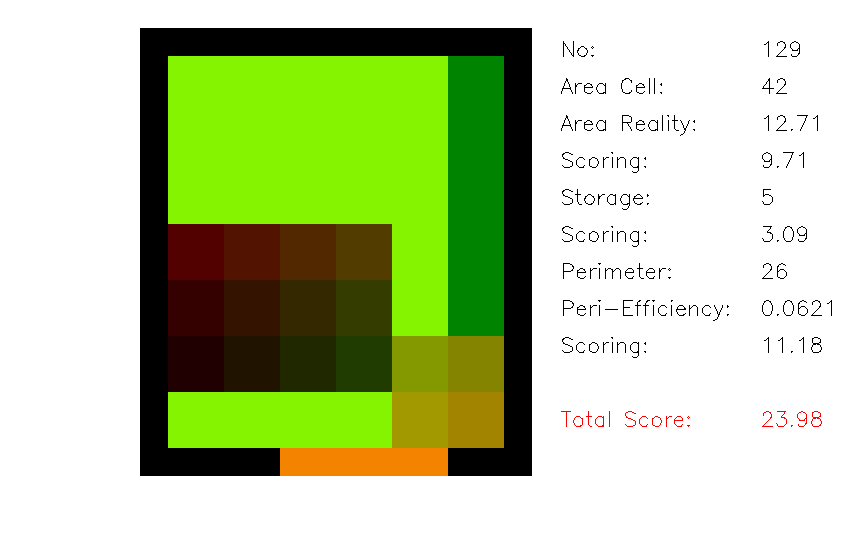 No: 129
Area Cell: 42
Area Reality: 12.71
Scoring: 9.71
Storage: 5
Scoring: 3.09
Perimeter: 26
Peri-Efficiency: 0.0621
Scoring: 11.18
Total Score: 23.98